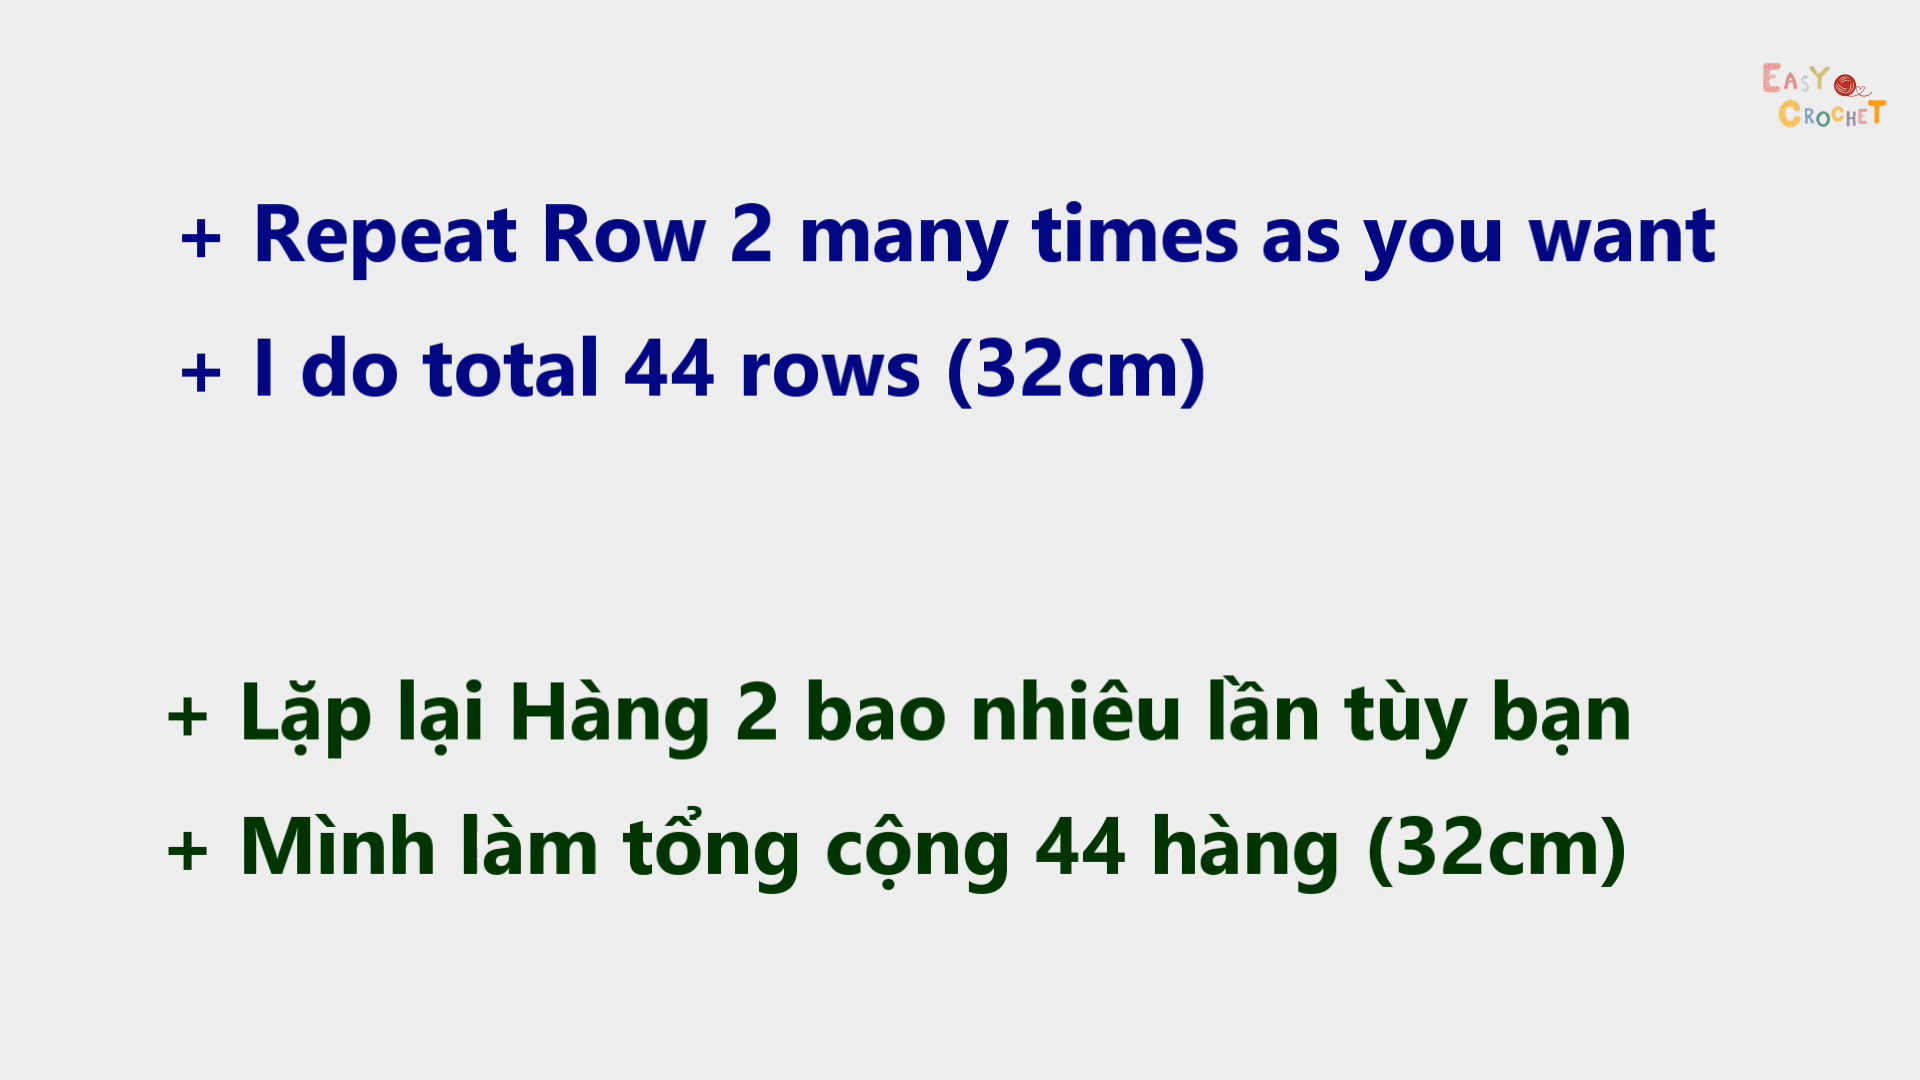 EASY
CROCHET
+ Repeat Row 2 many times as you want
+ I do total 44 rows (32cm)
+ Lặp lại Hàng 2 bao nhiêu lần tùy bạn
+ Mình làm tổng cộng 44 hàng (32cm)